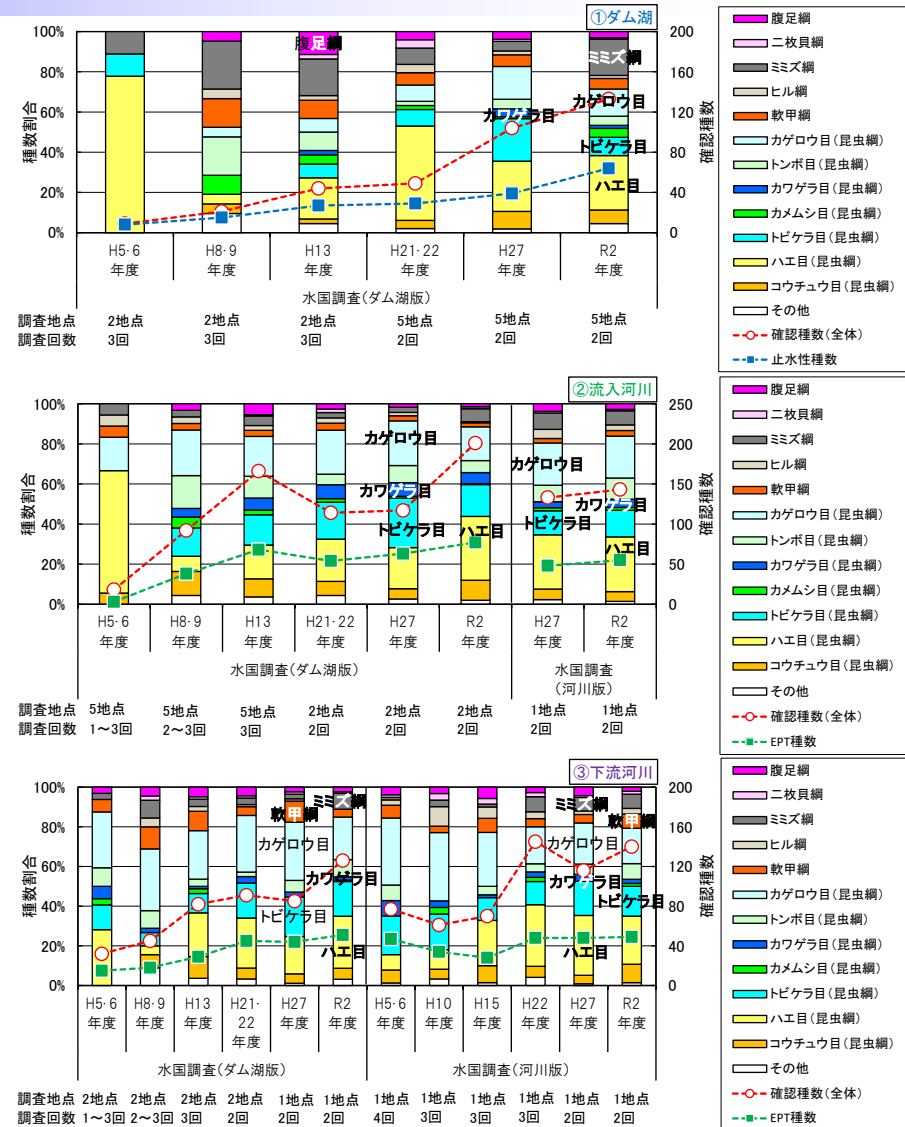 ①ダム湖
100%
80%
60%
40%
20%
0%
種数割合
200
160
120
80
40
0
確認種数
腹足綱
ミミズ綱
カワゲラ目
カゲロウ目
トビケラ目
ハエ目
H5・6
年度
H8・9
年度
H13
年度
H21・22
年度
H27
年度
R2
年度
水国調査(ダム湖版)
調査地点 2地点 2地点 2地点 5地点 5地点 5地点
調査回数 3回 3回 3回 2回 2回 2回
腹足綱
二枚貝綱
ミミズ綱
ヒル綱
軟甲綱
カゲロウ目(昆虫綱)
トンボ目(昆虫綱)
カワゲラ目(昆虫綱)
カメムシ目(昆虫綱)
トビケラ目(昆虫綱)
ハエ目(昆虫綱)
コウチュウ目(昆虫綱)
その他
確認種数(全体)
止水性種数
②流入河川
100%
80%
60%
40%
20%
0%
種数割合
250
200
150
100
50
0
確認種数
カゲロウ目
カワゲラ目
トビケラ目
ハエ目
カゲロウ目
カワゲラ目
トビケラ目
ハエ目
H5・6
年度
H8・9
年度
H13
年度
H21・22
年度
H27
年度
R2
年度
H27
年度
R2
年度
水国調査(ダム湖版)
水国調査
(河川版)
調査地点 5地点 5地点 5地点 2地点 2地点 2地点 1地点 1地点
調査回数 1～3回 2～3回 3回 2回 2回 2回 2回 2回
腹足綱
二枚貝綱
ミミズ綱
ヒル綱
軟甲綱
カゲロウ目(昆虫綱)
トンボ目(昆虫綱)
カワゲラ目(昆虫綱)
カメムシ目(昆虫綱)
トビケラ目(昆虫綱)
ハエ目(昆虫綱)
コウチュウ目(昆虫綱)
その他
確認種数(全体)
EPT種数
③下流河川
100%
80%
60%
40%
20%
0%
種数割合
200
160
120
80
40
0
確認種数
ミミズ綱
軟甲綱
カゲロウ目
カワゲラ目
トビケラ目
ハエ目
ミミズ綱
軟甲綱
カゲロウ目
カワゲラ目
トビケラ目
ハエ目
H5・6
年度
H8・9
年度
H13
年度
H21・
22
年度
H27
年度
R2
年度
H5・6
年度
H10
年度
H15
年度
H22
年度
H27
年度
R2
年度
水国調査(ダム湖版)
水国調査(河川版)
調査地点 2地点 2地点 2地点 2地点 1地点 1地点 1地点 1地点 1地点 1地点 1地点 1地点
調査回数 1～3回 2～3回 3回 2回 2回 2回 4回 3回 3回 3回 2回 2回
腹足綱
二枚貝綱
ミミズ綱
ヒル綱
軟甲綱
カゲロウ目(昆虫綱)
トンボ目(昆虫綱)
カワゲラ目(昆虫綱)
カメムシ目(昆虫綱)
トビケラ目(昆虫綱)
ハエ目(昆虫綱)
コウチュウ目(昆虫綱)
その他
確認種数(全体)
EPT種数